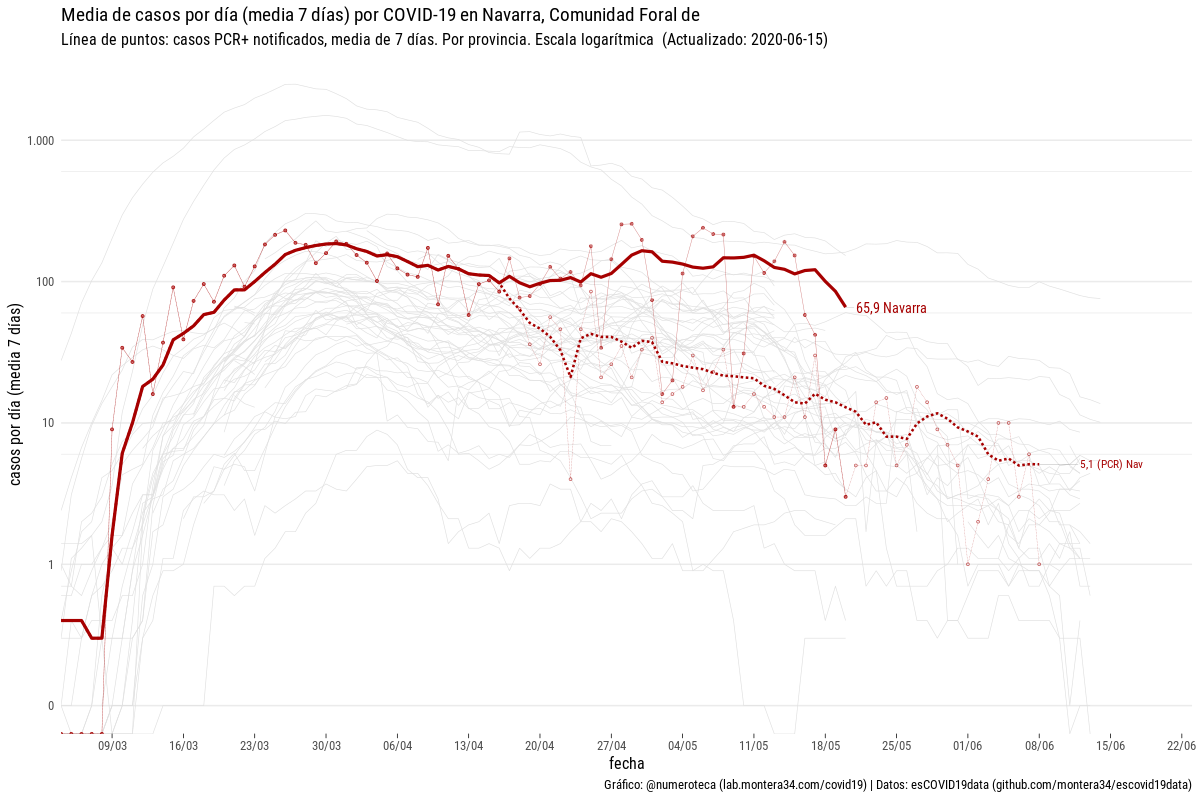 Media de casos por día (media 7 días) por COVID-19 en Navarra, Comunidad Foral de
Línea de puntos: casos PCR+ notificados, media de 7 días. Por provincia. Escala logarítmica  (Actualizado: 2020-06-15)
casos por día (media 7 días)
1.000
100
10
1
0
65,9 Navarra
5,1 (PCR) Nav
09/03 16/03 23/03 30/03 06/04 13/04 20/04 27/04 04/05 11/05 18/05 25/05 01/06 08/06 15/06 22/06
fecha
Gráfico: @numeroteca (lab.montera34.com/covid19) | Datos: esCOVID19data (github.com/montera34/escovid19data)